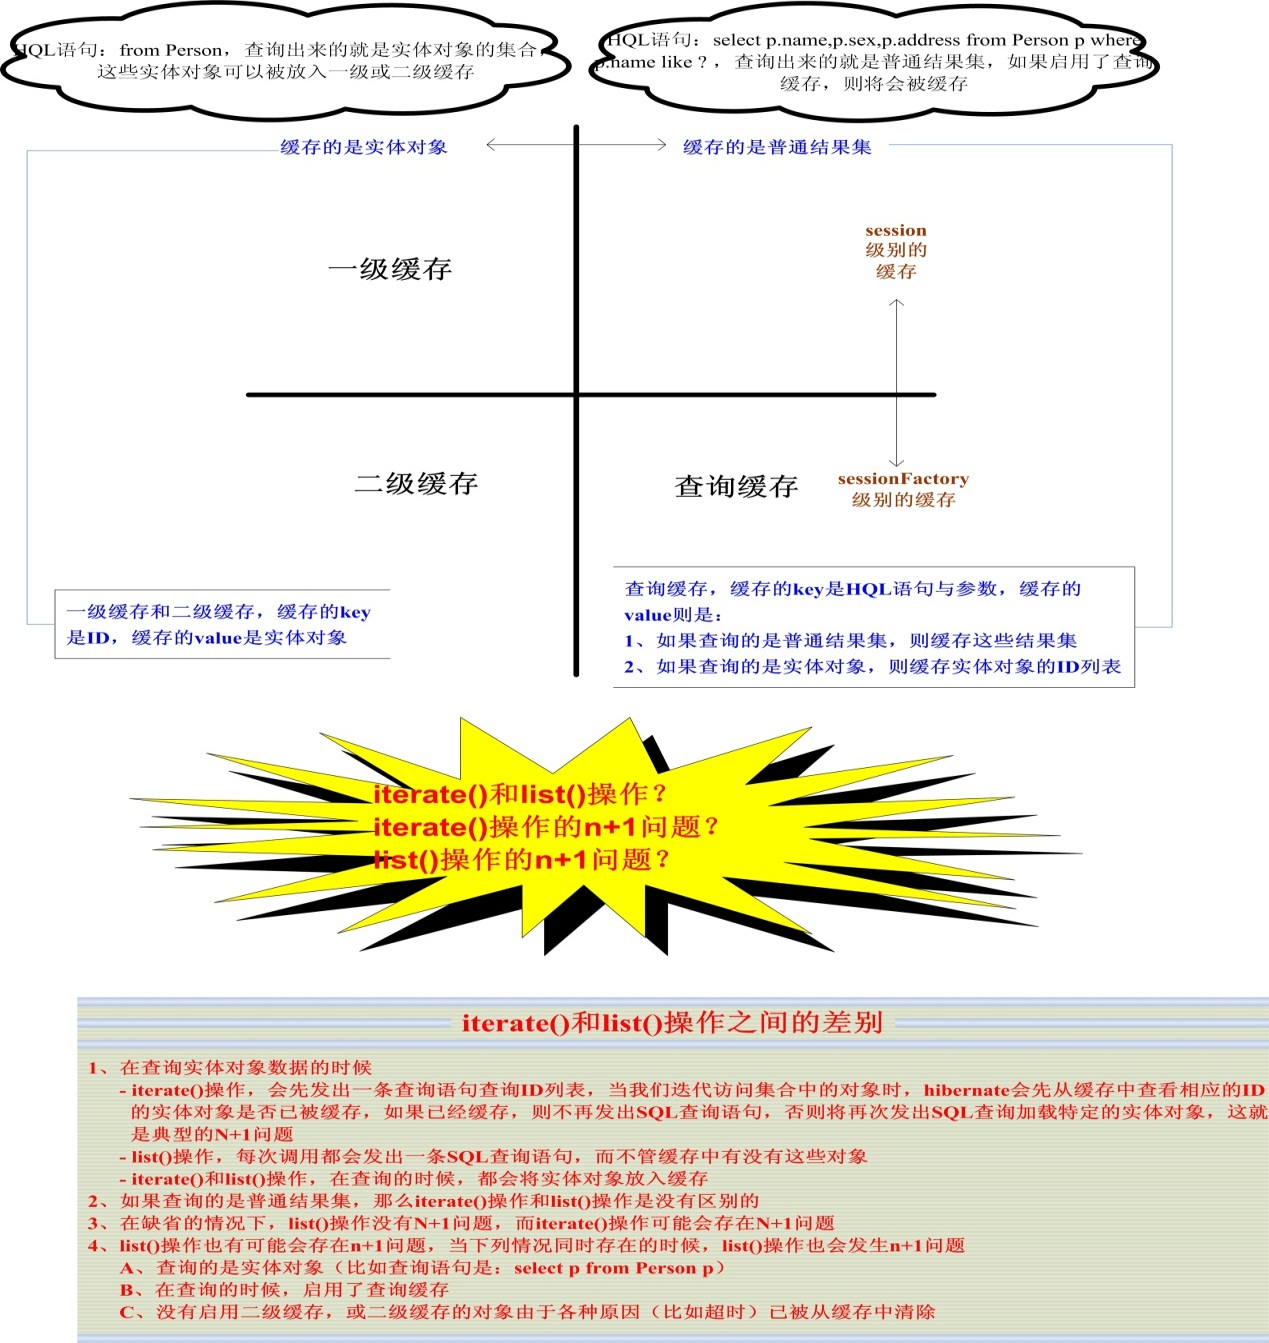 HQL语句：from Person，查询出来的就是实体对象的集合，
这些实体对象可以被放入一级或二级缓存
HQL语句：select p.name,p.sex,p.address from Person p where
p.name like ?，查询出来的就是普通结果集，如果启用了查询
缓存，则将会被缓存
缓存的是实体对象
缓存的是普通结果集
session
级别的
缓存
一级缓存
二级缓存
查询缓存
sessionFactory
级别的缓存
一级缓存和二级缓存，缓存的key
是ID，缓存的value是实体对象
查询缓存，缓存的key是HQL语句与参数，缓存的
value则是：
1、如果查询的是普通结果集，则缓存这些结果集
2、如果查询的是实体对象，则缓存实体对象的ID列表
iterate()和list()操作？
iterate()操作的n+1问题？
list()操作的n+1问题？
iterate()和list()操作之间的差别
1、在查询实体对象数据的时候
- iterate()操作，会先发出一条查询语句查询ID列表，当我们迭代访问集合中的对象时，hibernate会先从缓存中查看相应的ID
的实体对象是否已被缓存，如果已经缓存，则不再发出SQL查询语句，否则将再次发出SQL查询加载特定的实体对象，这就
是典型的N+1问题
- list()操作，每次调用都会发出一条SQL查询语句，而不管缓存中有没有这些对象
- iterate()和list()操作，在查询的时候，都会将实体对象放入缓存
2、如果查询的是普通结果集，那么iterate()操作和list()操作是没有区别的
3、在缺省的情况下，list()操作没有N+1问题，而iterate()操作可能会存在N+1问题
4、list()操作也有可能会存在n+1问题，当下列情况同时存在的时候，list()操作也会发生n+1问题
A、查询的是实体对象（比如查询语句是：select p from Person p）
B、在查询的时候，启用了查询缓存
C、没有启用二级缓存，或二级缓存的对象由于各种原因（比如超时）已被从缓存中清除